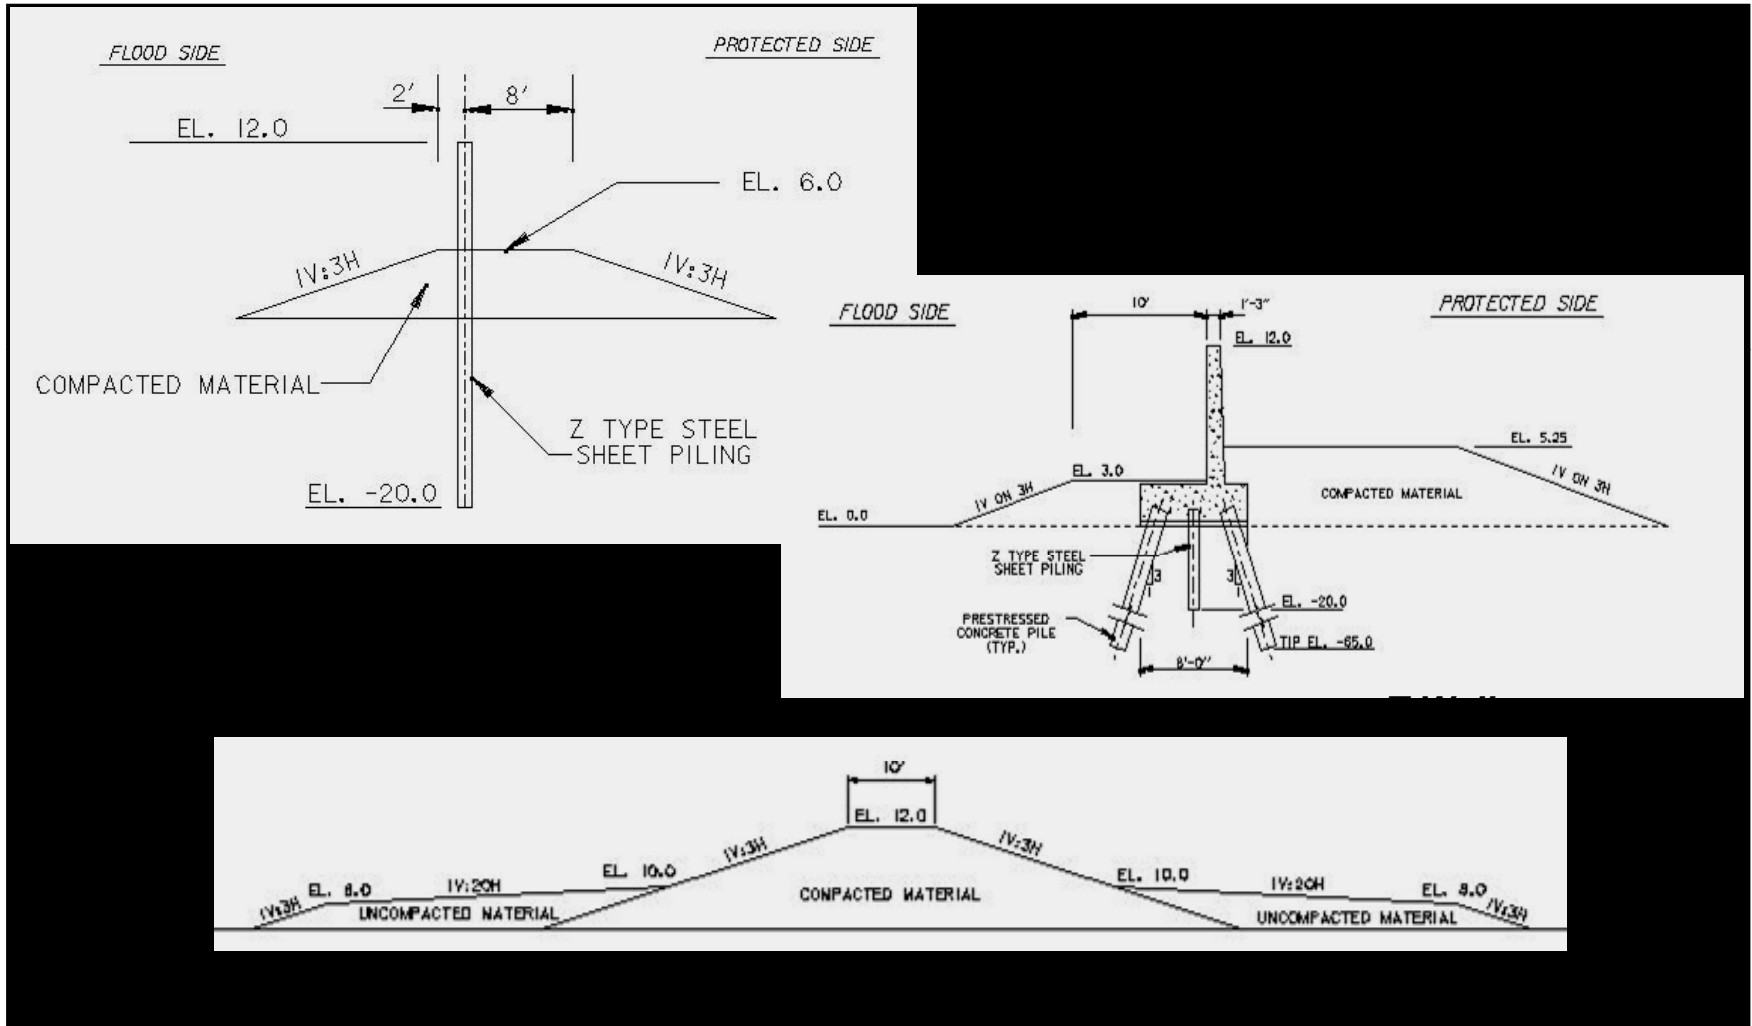 FLOOD SIDE
PROTECTED SIDE
2'
8'
EL. 12.0
EL. 6.0
1V:3H
1V:3H
COMPACTED MATERIAL
Z TYPE STEEL
SHEET PILING
EL. -20.0
FLOOD SIDE
PROTECTED SIDE
10'
1'-3"
EL. 12.0
EL. 5.25
EL. 3.0
1V ON 3H
1V ON 3H
COMPACTED MATERIAL
EL. 0.0
Z TYPE STEEL
SHEET PILING
3
3
EL. -20.0
PRESTRESSED
CONCRETE PILE
(TYP.)
TIP EL. -65.0
8'-0"
10'
EL. 12.0
1V:3H
1V:3H
EL. 10.0
EL. 10.0
1V:20H
1V:20H
EL. 8.0
EL. 8.0
1V:3H
1V:3H
COMPACTED MATERIAL
UNCOMPACTED MATERIAL
UNCOMPACTED MATERIAL